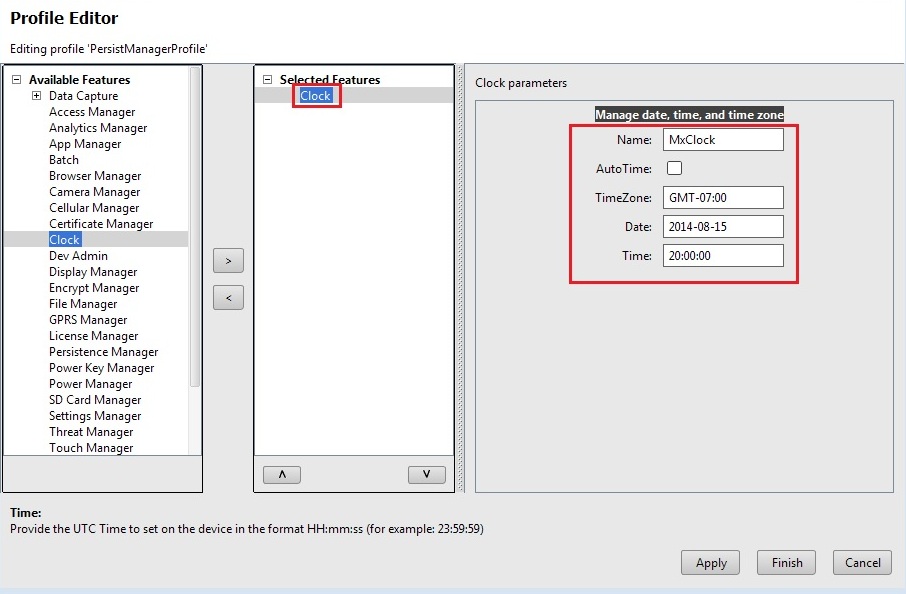 Profile Editor
Editing profile 'PersistManagerProfile'
Available Features
Data Capture
Access Manager
Analytics Manager
App Manager
Batch
Browser Manager
Camera Manager
Cellular Manager
Certificate Manager
Clock
Dev Admin
Display Manager
Encrypt Manager
File Manager
GPRS Manager
License Manager
Persistence Manager
Power Key Manager
Power Manager
SD Card Manager
Settings Manager
Threat Manager
Touch Manager
>
<
Selected Features
Clock
Clock parameters
Manage date, time, and time zone
Name: MxClock
AutoTime:
TimeZone: GMT-07:00
Date: 2014-08-15
Time: 20:00:00
Time:
Provide the UTC Time to set on the device in the format HH:mm:ss (for example: 23:59:59)
Apply Finish Cancel